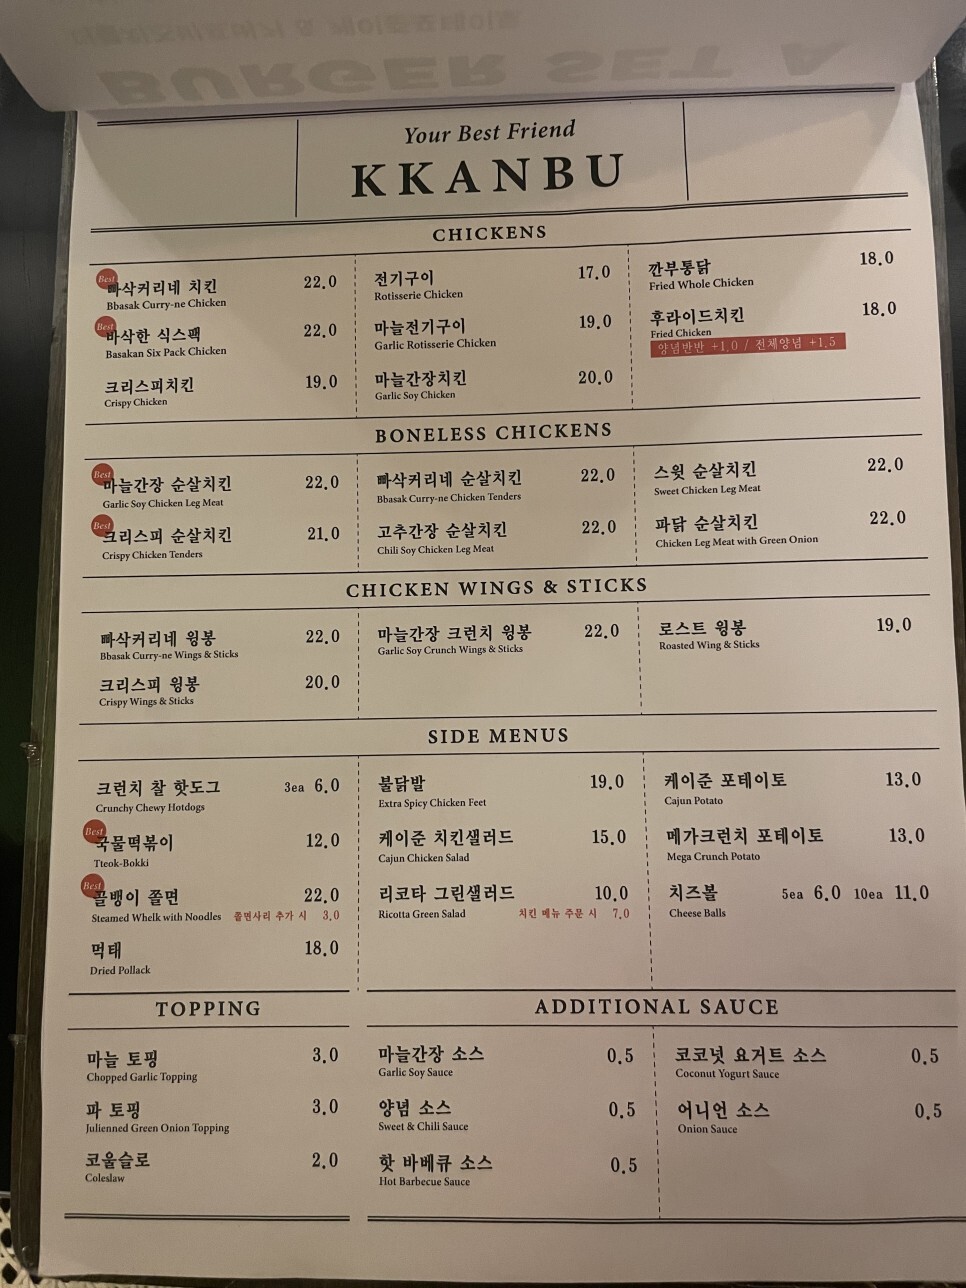 BURGER SET A
Your Best Friend
KKANBU
CHICKENS
Best
빠삭커리네 치킨 22.0
Bbasak Curry-ne Chicken
Best
바삭한 식스팩 22.0
Basakan Six Pack Chicken
크리스피치킨 19.0
Crispy Chicken
전기구이 17.0
Rotisserie Chicken
마늘전기구이 19.0
Garlic Rotisserie Chicken
마늘간장치킨 20.0
Garlic Soy Chicken
깐부통닭 18.0
Fried Whole Chicken
후라이드치킨 18.0
Fried Chicken
양념반반 +1.0 / 전체양념 +1.5
BONELESS CHICKENS
Best
마늘간장 순살치킨 22.0
Garlic Soy Chicken Leg Meat
Best
크리스피 순살치킨 21.0
Crispy Chicken Tenders
빠삭커리네 순살치킨 22.0
Bbasak Curry-ne Chicken Tenders
고추간장 순살치킨 22.0
Chili Soy Chicken Leg Meat
스윗 순살치킨 22.0
Sweet Chicken Leg Meat
파닭 순살치킨 22.0
Chicken Leg Meat with Green Onion
CHICKEN WINGS & STICKS
빠삭커리네 윙봉 22.0
Bbasak Curry-ne Wings & Sticks
크리스피 윙봉 20.0
Crispy Wings & Sticks
마늘간장 크런치 윙봉 22.0
Garlic Soy Crunch Wings & Sticks
로스트 윙봉 19.0
Roasted Wing & Sticks
SIDE MENUS
크런치 찰 핫도그 3ea 6.0
Crunchy Chewy Hotdogs
Best
국물떡볶이 12.0
Tteok-Bokki
Best
골뱅이 쫄면 22.0
Steamed Whelk with Noodles 쫄면사리 추가 시 3.0
먹태 18.0
Dried Pollack
불닭발 19.0
Extra Spicy Chicken Feet
케이준 치킨샐러드 15.0
Cajun Chicken Salad
리코타 그린샐러드 10.0
Ricotta Green Salad 치킨 메뉴 주문 시 7.0
케이준 포테이토 13.0
Cajun Potato
메가크런치 포테이토 13.0
Mega Crunch Potato
치즈볼 5ea 6.0 10ea 11.0
Cheese Balls
TOPPING
마늘 토핑 3.0
Chopped Garlic Topping
파 토핑 3.0
Julienned Green Onion Topping
코울슬로 2.0
Coleslaw
ADDITIONAL SAUCE
마늘간장 소스 0.5
Garlic Soy Sauce
양념 소스 0.5
Sweet & Chili Sauce
핫 바베큐 소스 0.5
Hot Barbecue Sauce
코코넛 요거트 소스 0.5
Coconut Yogurt Sauce
어니언 소스 0.5
Onion Sauce